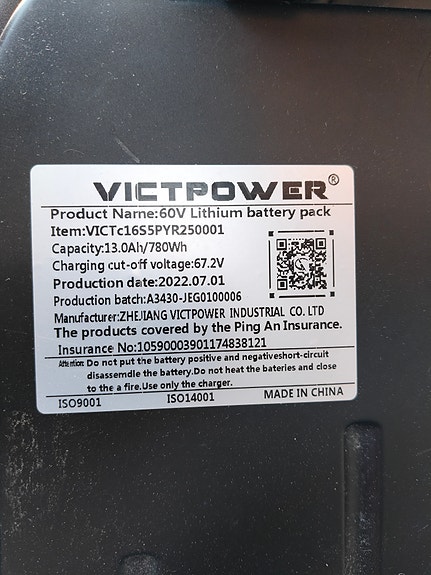 VICTPOWER®
Product Name:60V Lithium battery pack
Item:VICTc16S5PYR250001
Capacity:13.0Ah/780Wh
Charging cut-off voltage:67.2V
Production date:2022.07.01
Production batch:A3430-JEG0100006
Manufacturer:ZHEJIANG VICTPOWER INDUSTRIAL CO. LTD
The products covered by the Ping An Insurance.
Insurance No:10590003901174838121
Attention: Do not put the battery positive and negativeshort-circuit
disassemdle the battery.Do not heat the bateries and close
to the a fire.Use only the charger.
ISO9001 ISO14001 MADE IN CHINA